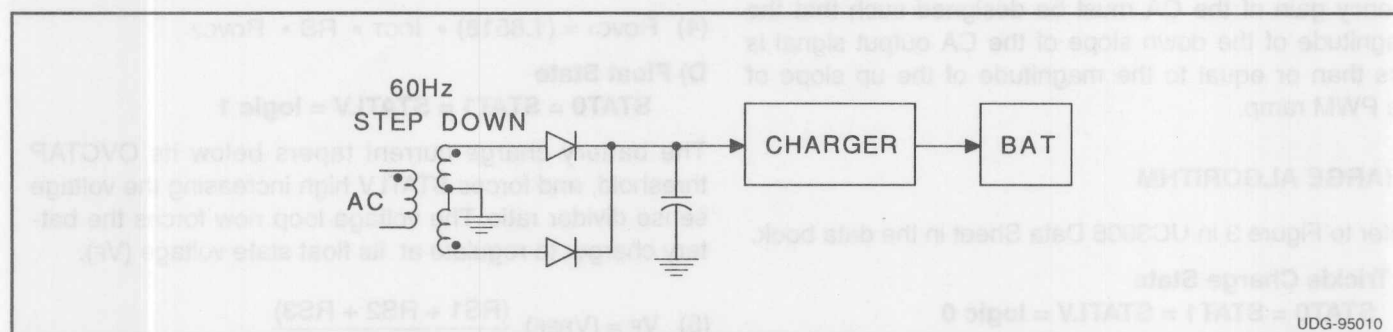 60Hz
STEP DOWN
AC
CHARGER
BAT
UDG-95010